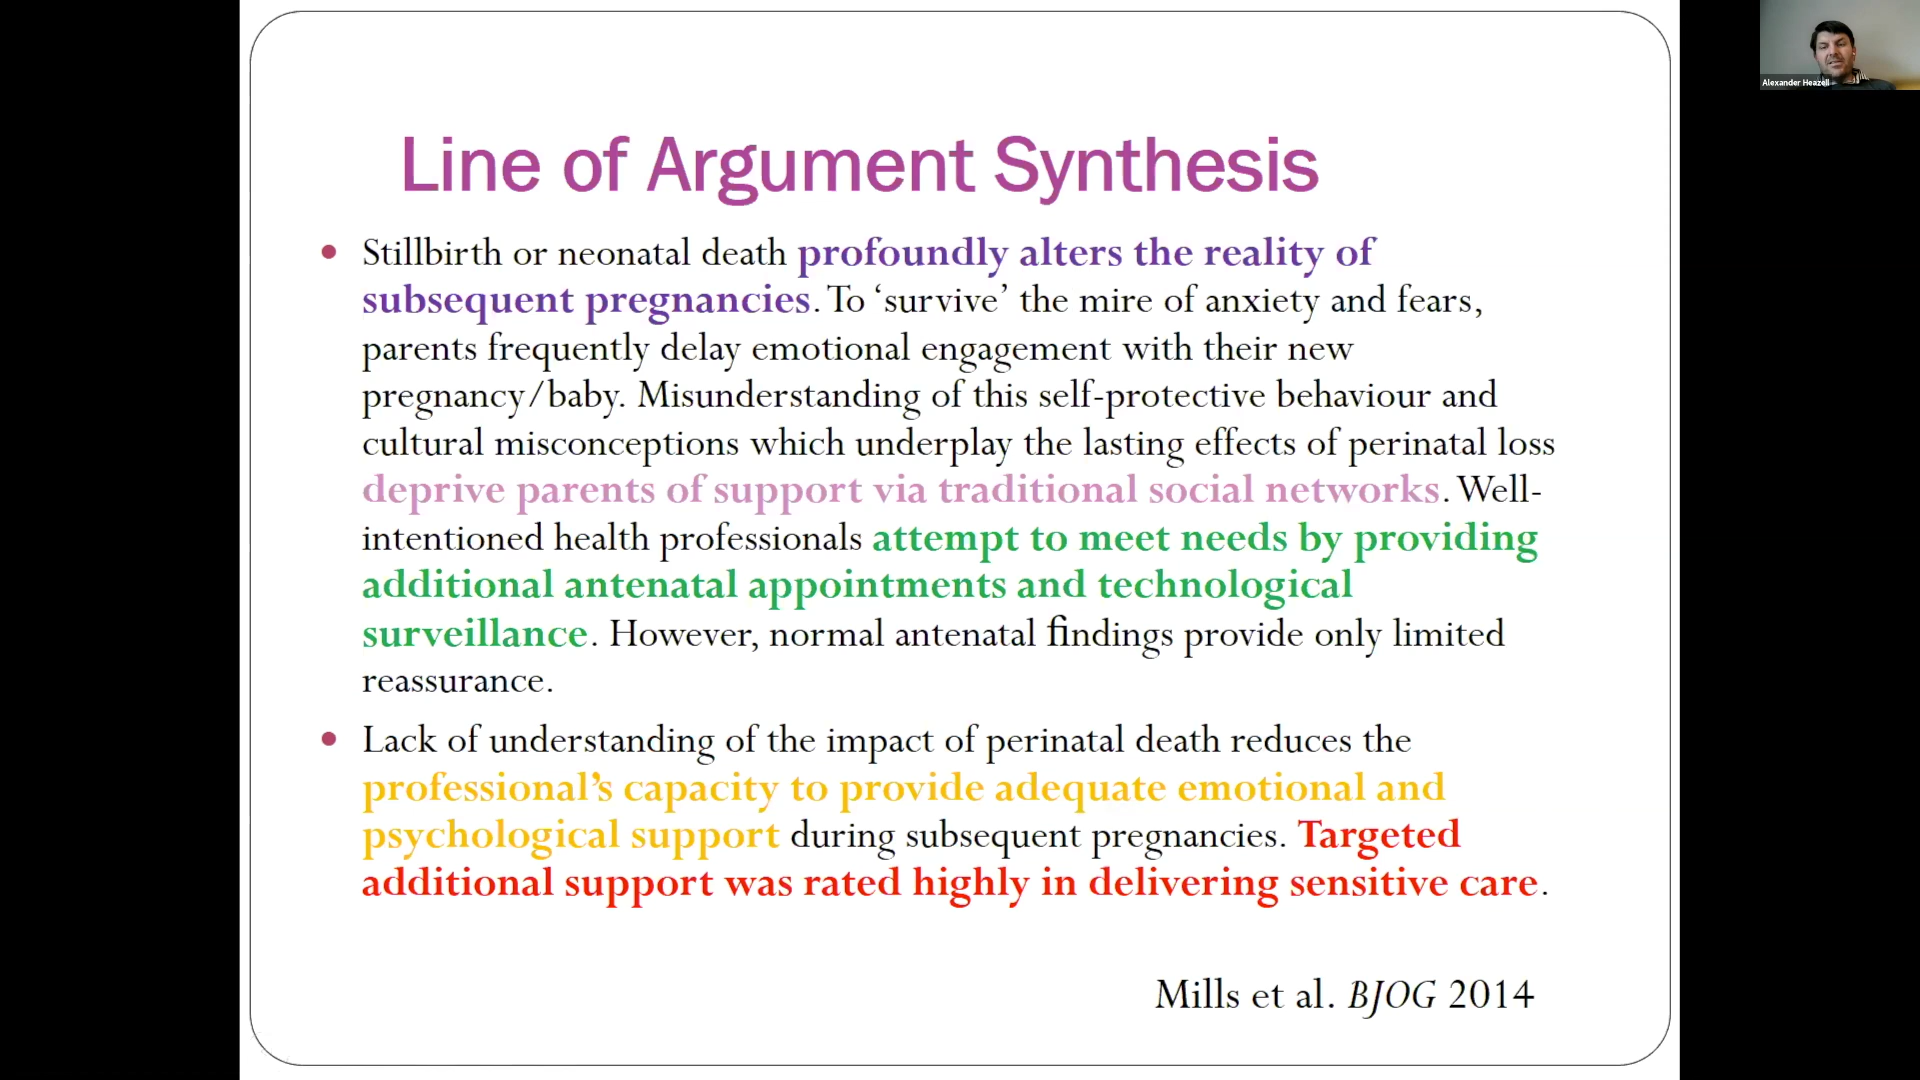 Alexander Heazell
Line of Argument Synthesis
• Stillbirth or neonatal death profoundly alters the reality of
subsequent pregnancies. To ‘survive’ the mire of anxiety and fears,
parents frequently delay emotional engagement with their new
pregnancy/baby. Misunderstanding of this self-protective behaviour and
cultural misconceptions which underplay the lasting effects of perinatal loss
deprive parents of support via traditional social networks. Well-
intentioned health professionals attempt to meet needs by providing
additional antenatal appointments and technological
surveillance. However, normal antenatal findings provide only limited
reassurance.
• Lack of understanding of the impact of perinatal death reduces the
professional’s capacity to provide adequate emotional and
psychological support during subsequent pregnancies. Targeted
additional support was rated highly in delivering sensitive care.
Mills et al. BJOG 2014